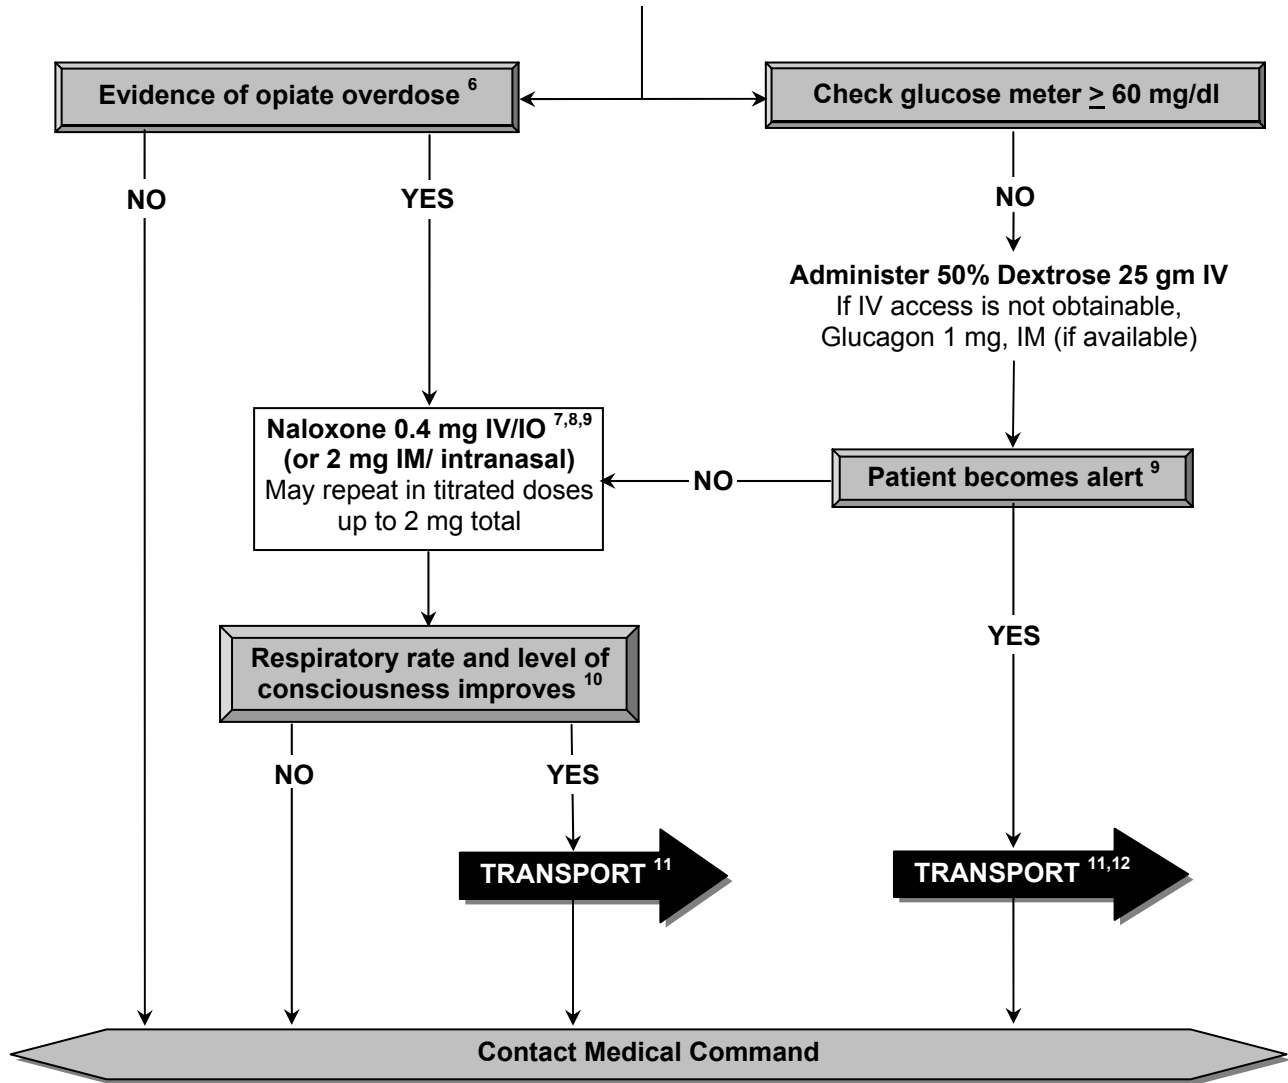 Evidence of opiate overdose 6
Check glucose meter ≥ 60 mg/dl
NO
YES
NO
Administer 50% Dextrose 25 gm IV
If IV access is not obtainable,
Glucagon 1 mg, IM (if available)
Naloxone 0.4 mg IV/IO 7,8,9
(or 2 mg IM/ intranasal)
May repeat in titrated doses
up to 2 mg total
NO
Patient becomes alert 9
YES
Respiratory rate and level of
consciousness improves 10
NO
YES
TRANSPORT 11
TRANSPORT 11,12
Contact Medical Command